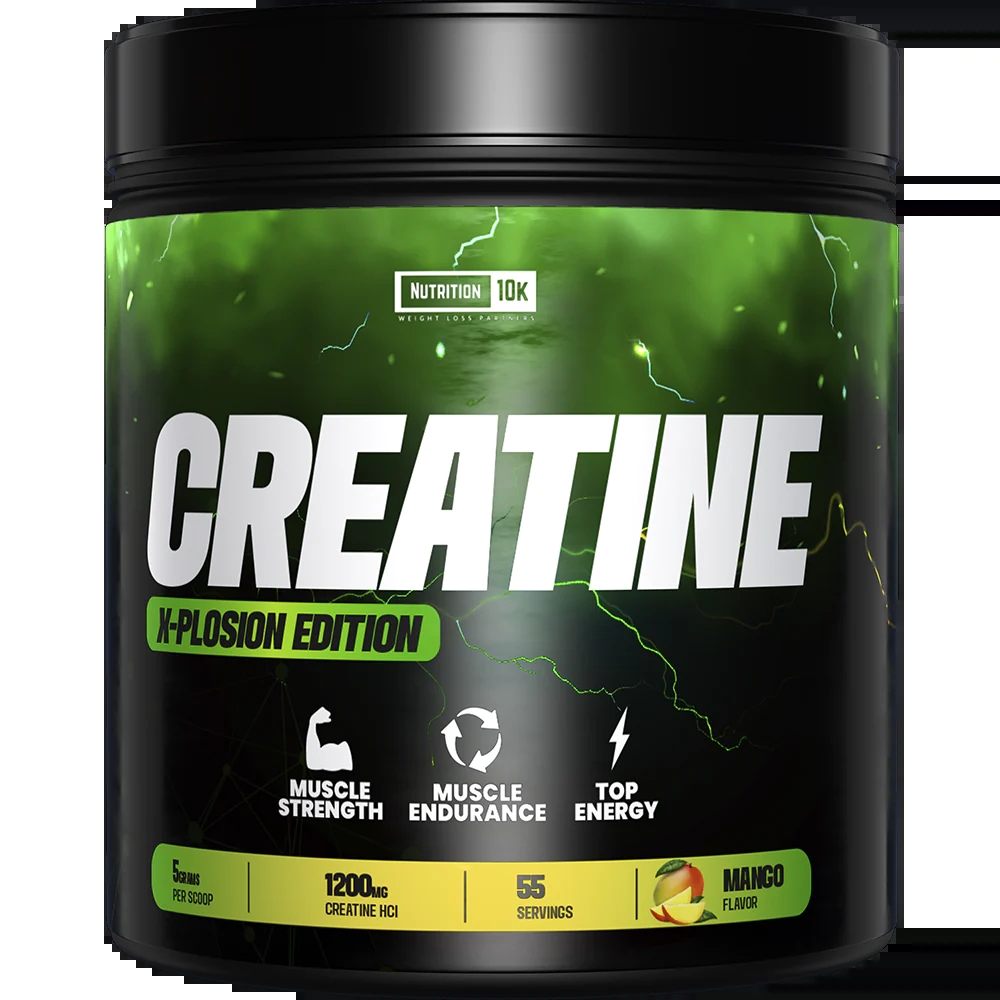 NUTRITION 10K
WEIGHT LOSS PARTNERS
CREATINE
X-PLOSION EDITION
MUSCLE
STRENGTH
MUSCLE
ENDURANCE
TOP
ENERGY
5GRAMS
PER SCOOP
1200MG
CREATINE HCI
55
SERVINGS
MANGO
FLAVOR